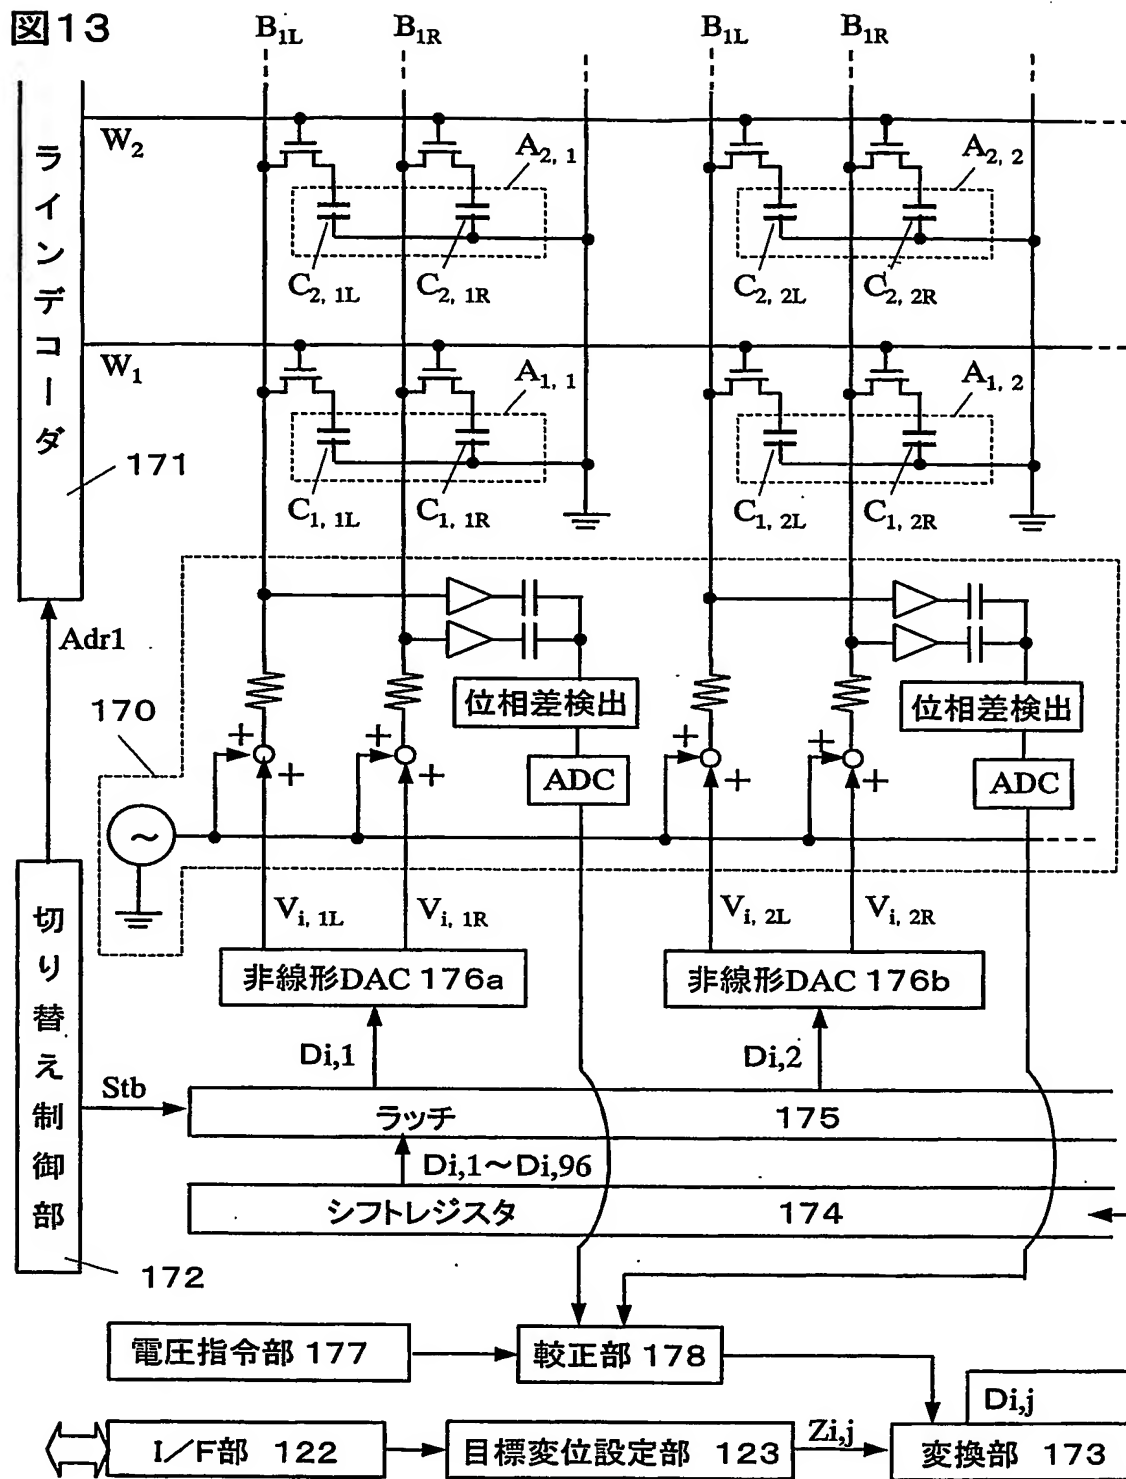 図13
B1L B1R B1L B1R
ラインデコーダ
W2
A2, 1
A2, 2
C2, 1L C2, 1R C2, 2L C2, 2R
W1
A1, 1
A1, 2
171
C1, 1L C1, 1R C1, 2L C1, 2R
Adr1
170
位相差検出 位相差検出
+ + + +
+ + + +
ADC ADC
~
Vi, 1L Vi, 1R Vi, 2L Vi, 2R
切り替え制御部
非線形DAC 176a 非線形DAC 176b
Di,1 Di,2
Stb
ラッチ 175
Di,1～Di,96
シフトレジスタ 174
172
電圧指令部 177
較正部 178
Di,j
I／F部 122
目標変位設定部 123
Zi,j
変換部 173